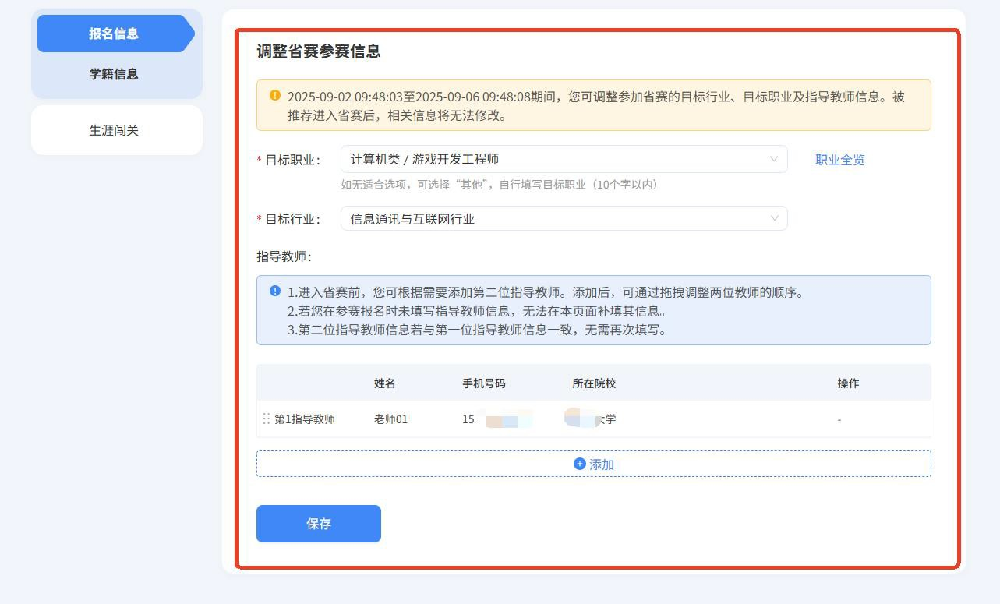 报名信息
学籍信息
生涯闯关
调整省赛参赛信息
2025-09-02 09:48:03至2025-09-06 09:48:08期间，您可调整参加省赛的目标行业、目标职业及指导教师信息。被
推荐进入省赛后，相关信息将无法修改。
* 目标职业： 计算机类 / 游戏开发工程师 职业全览
如无适合选项，可选择“其他”，自行填写目标职业（10个字以内）
* 目标行业： 信息通讯与互联网行业
指导教师：
1.进入省赛前，您可根据需要添加第二位指导教师。添加后，可通过拖拽调整两位教师的顺序。
2.若您在参赛报名时未填写指导教师信息，无法在本页面补填其信息。
3.第二位指导教师信息若与第一位指导教师信息一致，无需再次填写。
姓名 手机号码 所在院校 操作
第1指导教师 老师01 15 大学 -
添加
保存